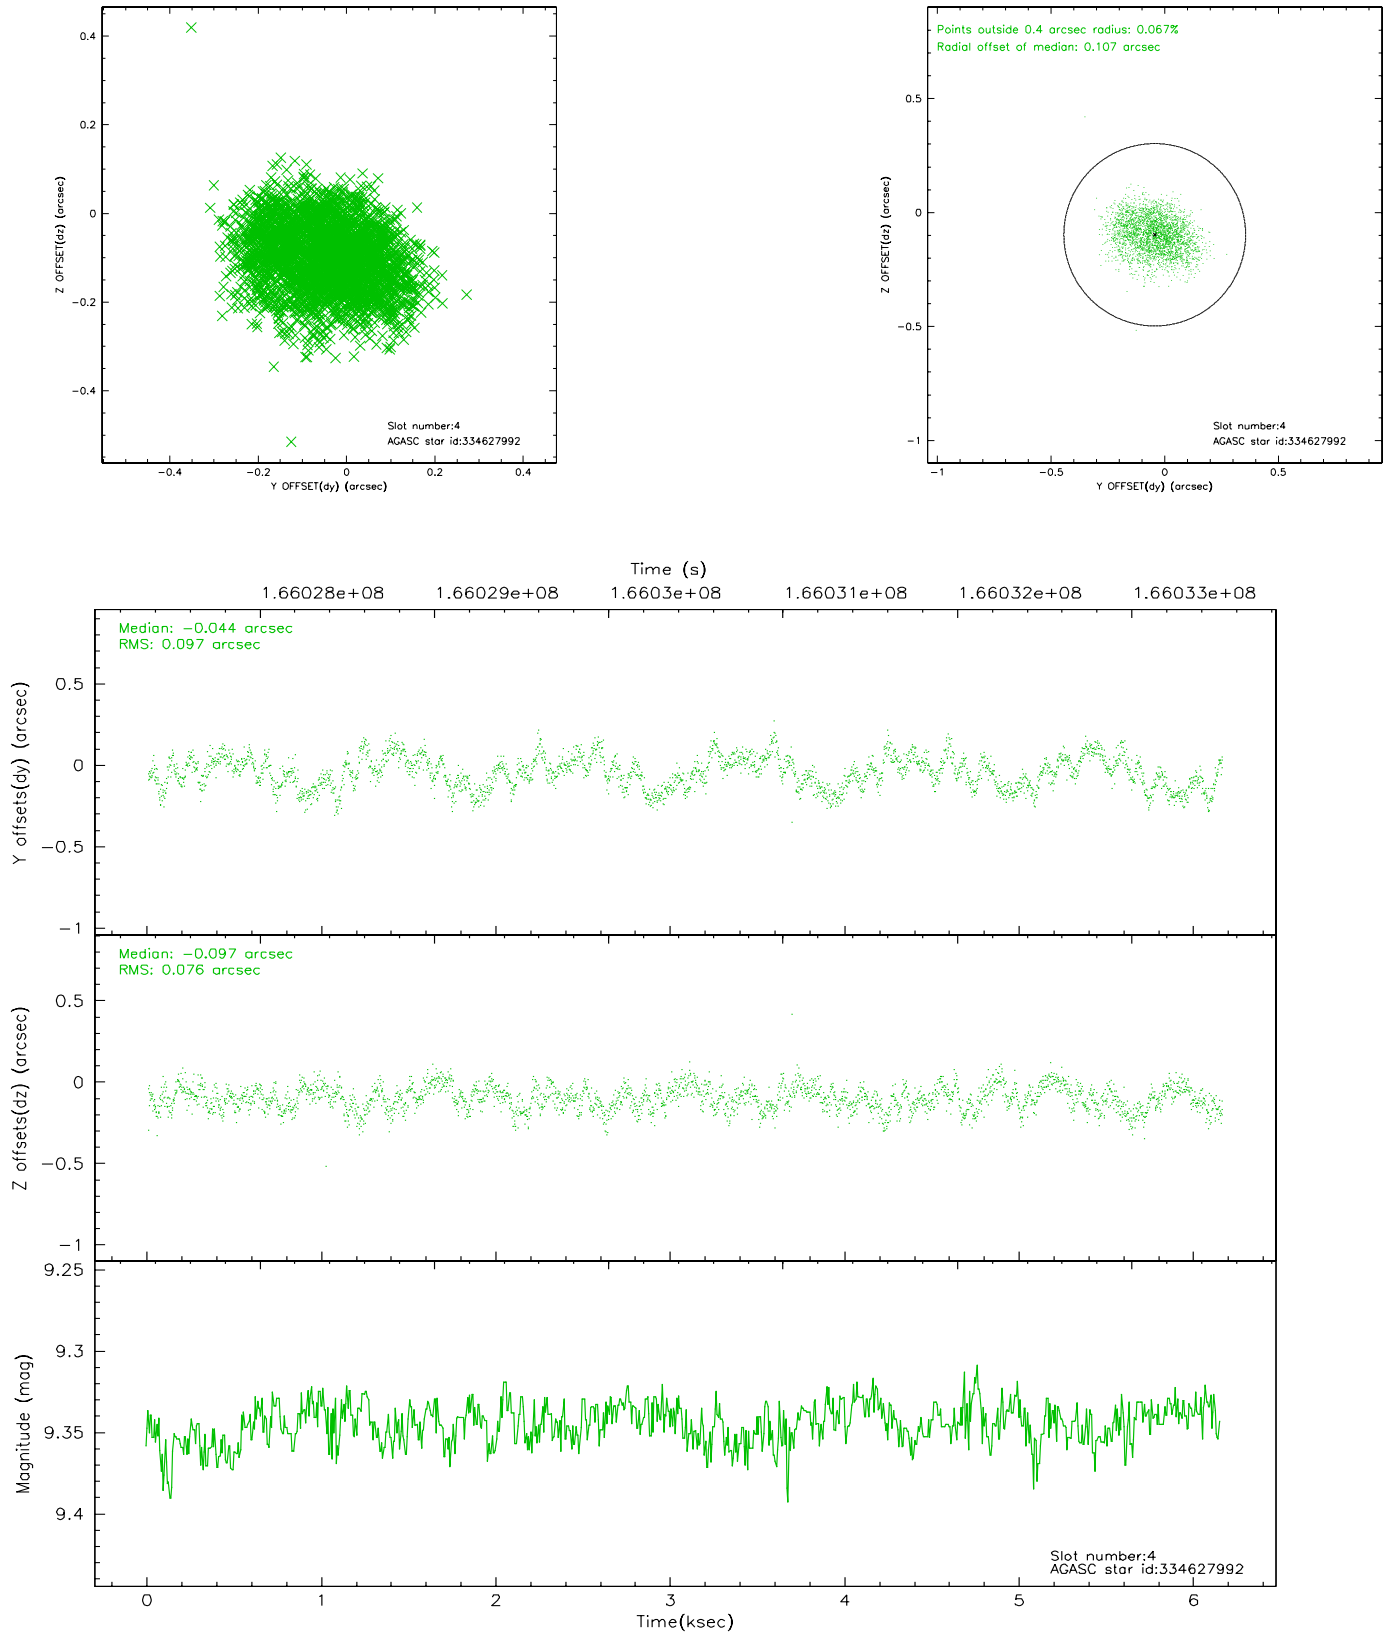 0.4
0.2
0
−0.2
−0.4
Z OFFSET(dz) (arcsec)
Slot number:4
AGASC star id:334627992
−0.4 −0.2 0 0.2 0.4
Y OFFSET(dy) (arcsec)
Points outside 0.4 arcsec radius: 0.067%
Radial offset of median: 0.107 arcsec
0.5
0
−0.5
−1
Z OFFSET(dz) (arcsec)
Slot number:4
AGASC star id:334627992
−1 −0.5 0 0.5
Y OFFSET(dy) (arcsec)
Time (s)
1.66028e+08 1.66029e+08 1.6603e+08 1.66031e+08 1.66032e+08 1.66033e+08
Median: −0.044 arcsec
RMS: 0.097 arcsec
0.5
0
−0.5
−1
Y offsets(dy) (arcsec)
Median: −0.097 arcsec
RMS: 0.076 arcsec
0.5
0
−0.5
−1
Z offsets(dz) (arcsec)
9.25
9.3
9.35
9.4
Magnitude (mag)
Slot number:4
AGASC star id:334627992
0 1 2 3 4 5 6
Time(ksec)